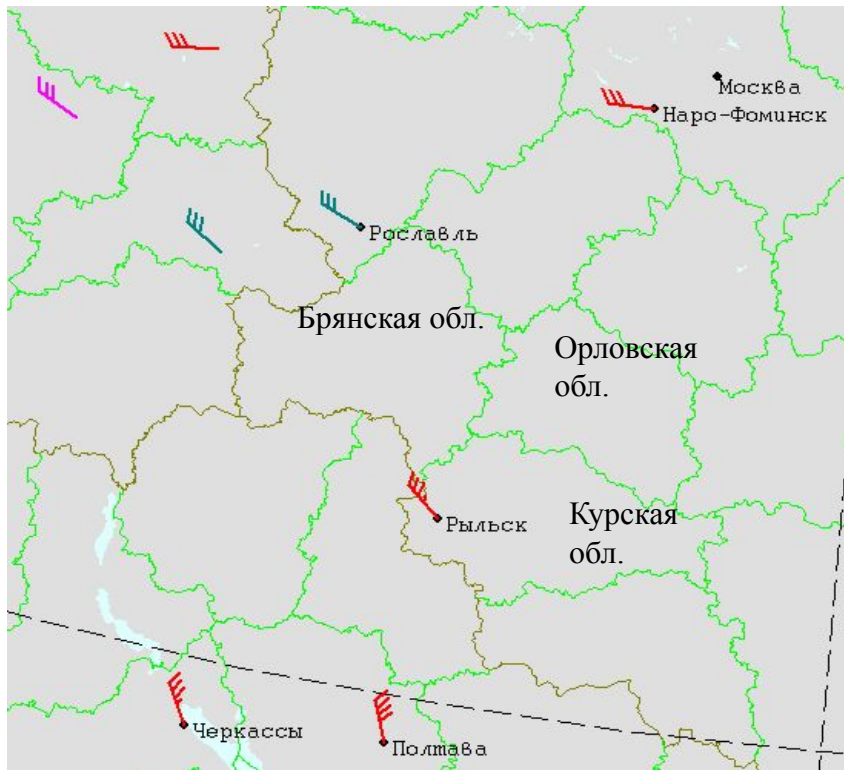 Москва
Наро-Фоминск
Рославль
Брянская обл.
Орловская
обл.
Рыльск
Курская
обл.
Черкассы
Полтава